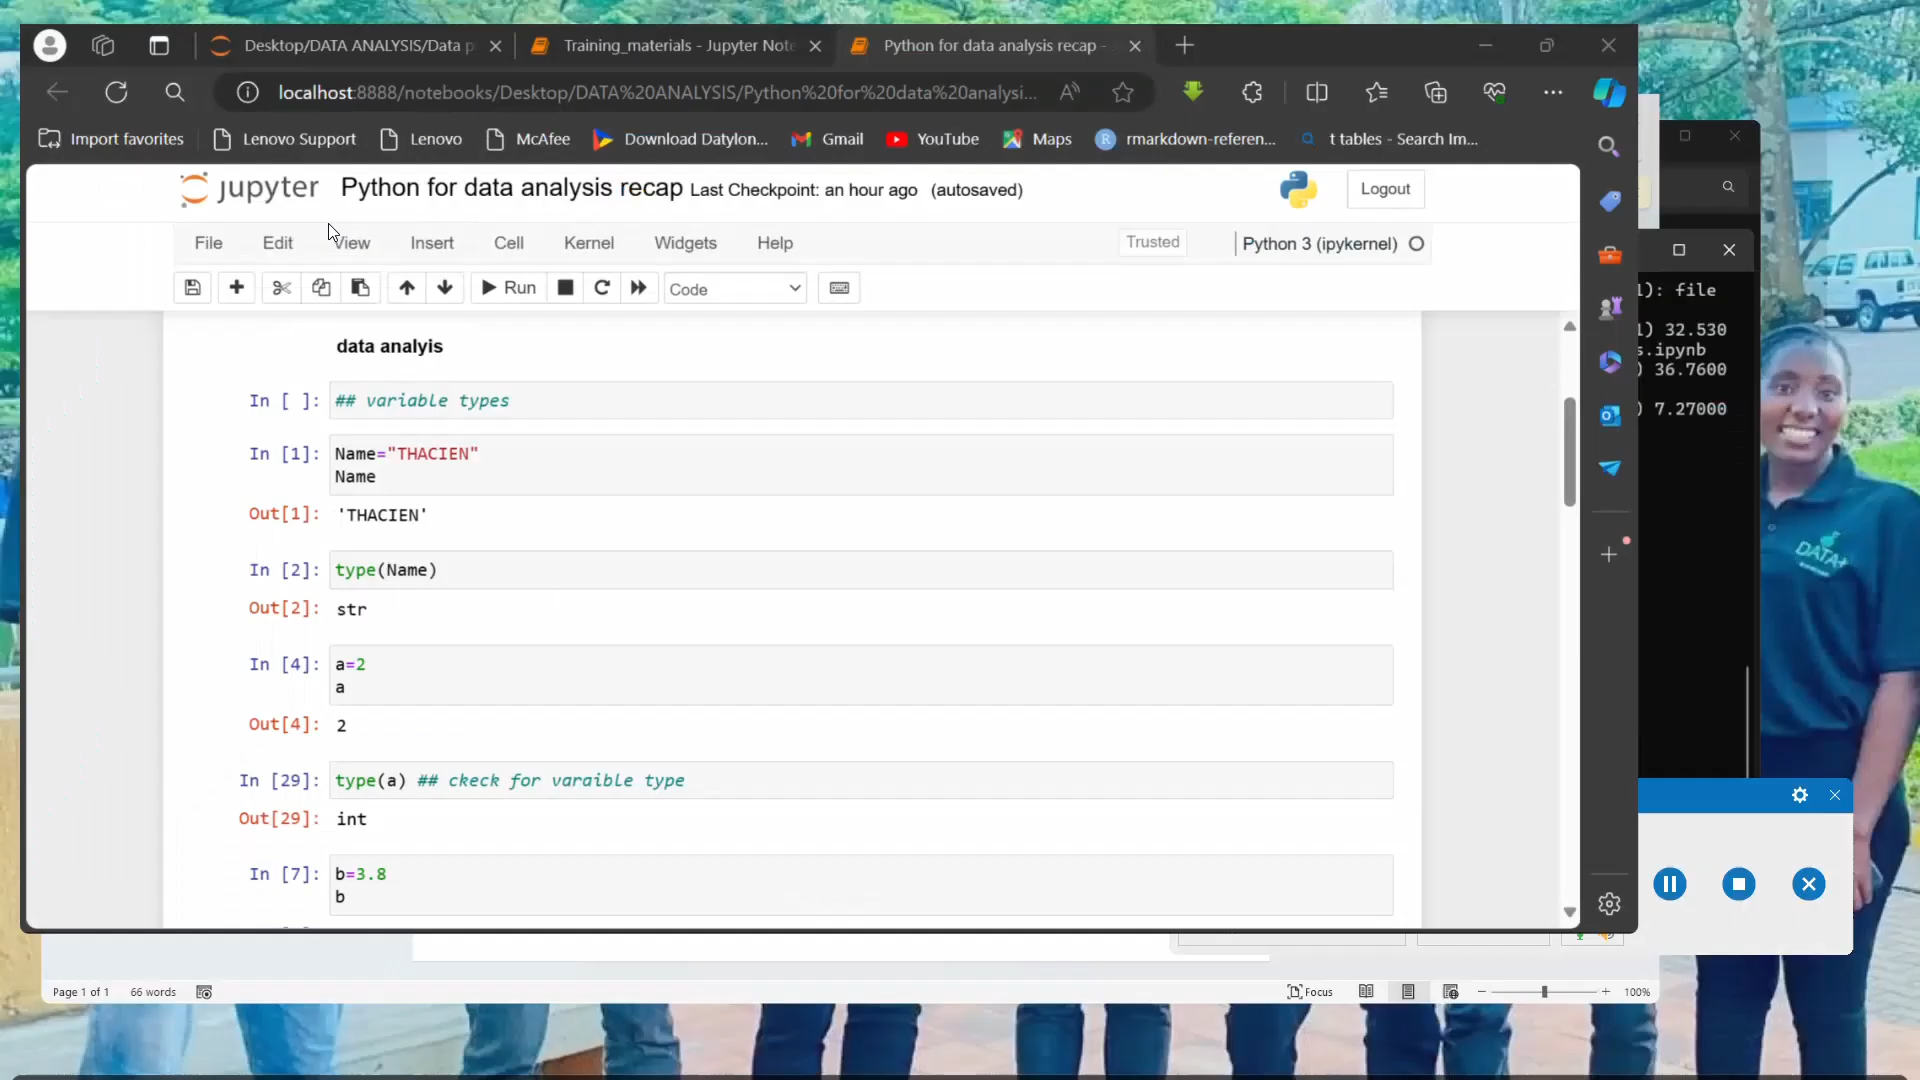 Desktop/DATA ANALYSIS/Data p
Training_materials - Jupyter Note
Python for data analysis recap -
localhost:8888/notebooks/Desktop/DATA%20ANALYSIS/Python%20for%20data%20analysi...
Import favorites
Lenovo Support
Lenovo
McAfee
Download Datylon...
Gmail
YouTube
Maps
rmarkdown-referen...
t tables - Search Im...
jupyter
Python for data analysis recap Last Checkpoint: an hour ago (autosaved)
Logout
File
Edit
View
Insert
Cell
Kernel
Widgets
Help
Trusted
Python 3 (ipykernel)
Run
Code
data analyis
In [ ]: ## variable types
In [1]: Name="THACIEN"
Name
Out[1]: 'THACIEN'
In [2]: type(Name)
Out[2]: str
In [4]: a=2
a
Out[4]: 2
In [29]: type(a) ## ckeck for varaible type
Out[29]: int
In [7]: b=3.8
b
1): file
1) 32.530
s.ipynb
) 36.7600
) 7.27000
DATA+
Page 1 of 1
66 words
Focus
100%